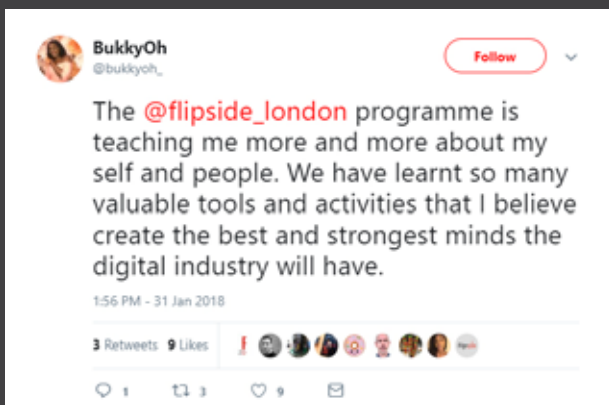 BukkyOh
@bukkyoh_
Follow
The @flipside_london programme is
teaching me more and more about my
self and people. We have learnt so many
valuable tools and activities that I believe
create the best and strongest minds the
digital industry will have.
1:56 PM - 31 Jan 2018
3 Retweets 9 Likes
1 3 9